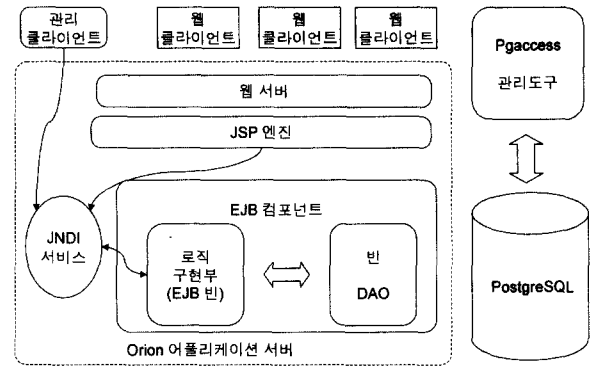 관리
클라이언트
웹
클라이언트
웹
클라이언트
웹
클라이언트
Pgaccess
관리도구
웹 서버
JSP 엔진
EJB 컴포넌트
JNDI
서비스
로직
구현부
(EJB 빈)
빈
DAO
PostgreSQL
Orion 어플리케이션 서버